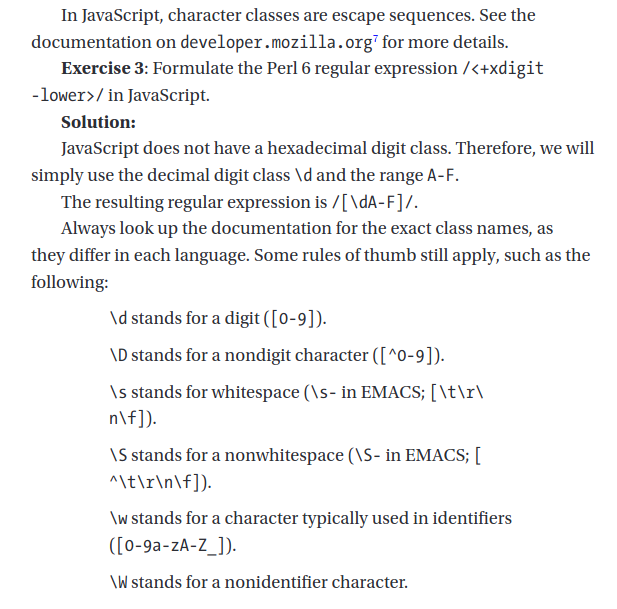 In JavaScript, character classes are escape sequences. See the
documentation on developer.mozilla.org⁷ for more details.
Exercise 3: Formulate the Perl 6 regular expression /<+xdigit
-lower>/ in JavaScript.
Solution:
JavaScript does not have a hexadecimal digit class. Therefore, we will
simply use the decimal digit class \d and the range A-F.
The resulting regular expression is /[\dA-F]/.
Always look up the documentation for the exact class names, as
they differ in each language. Some rules of thumb still apply, such as the
following:
\d stands for a digit ([0-9]).
\D stands for a nondigit character ([^0-9]).
\s stands for whitespace (\s- in EMACS; [\t\r\
n\f]).
\S stands for a nonwhitespace (\S- in EMACS; [
^\t\r\n\f]).
\w stands for a character typically used in identifiers
([0-9a-zA-Z_]).
\W stands for a nonidentifier character.